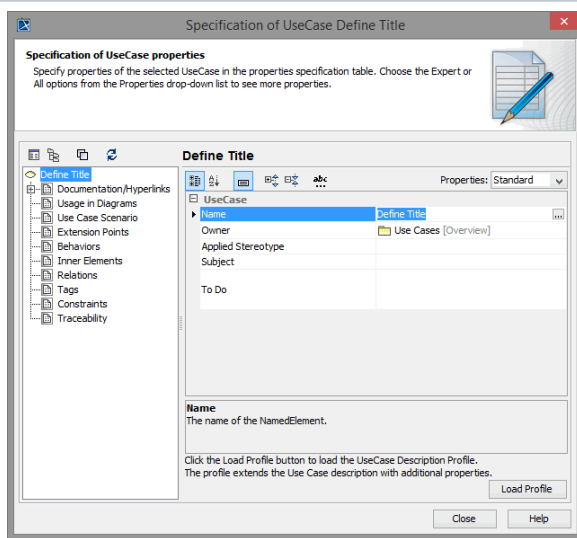 Specification of UseCase Define Title
Specification of UseCase properties
Specify properties of the selected UseCase in the properties specification table. Choose the Expert or
All options from the Properties drop-down list to see more properties.
Define Title
Define Title
Documentation/Hyperlinks
Usage in Diagrams
Use Case Scenario
Extension Points
Behaviors
Inner Elements
Relations
Tags
Constraints
Traceability
abc
Properties: Standard
UseCase
Name Define Title ...
Owner Use Cases [Overview]
Applied Stereotype
Subject
To Do
Name
The name of the NamedElement.
Click the Load Profile button to load the UseCase Description Profile.
The profile extends the Use Case description with additional properties.
Load Profile
Close Help